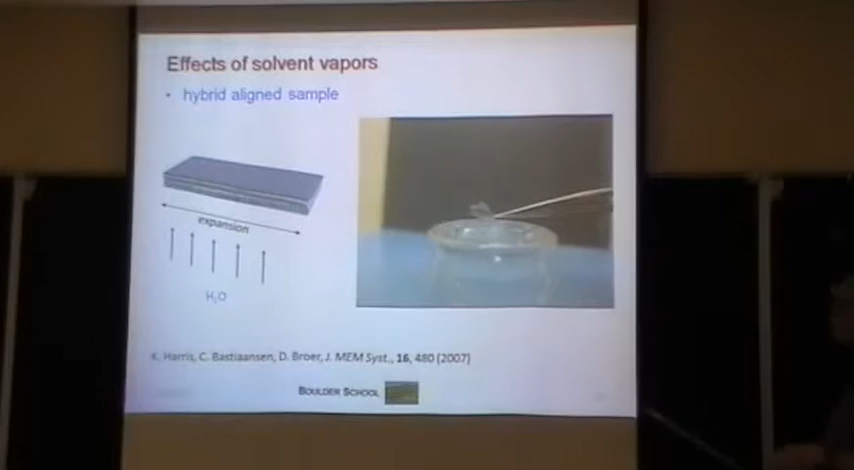 Effects of solvent vapors
• hybrid aligned sample
expansion
H₂O
K. Harris, C. Bastiaansen, D. Broer, J. MEM Syst., 16, 480 (2007)
BOULDER SCHOOL